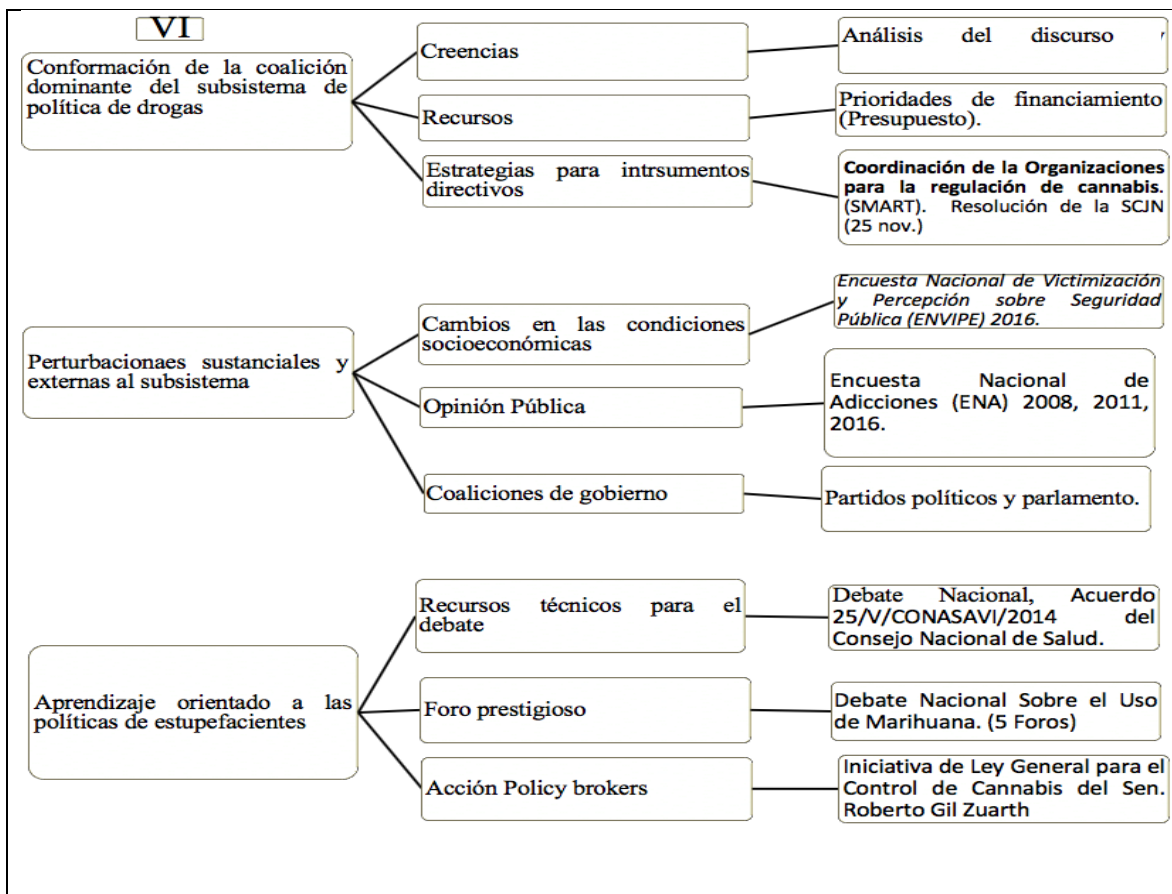 VI
Conformación de la coalición
dominante del subsistema de
política de drogas
Creencias
Análisis del discurso
Recursos
Prioridades de financiamiento
(Presupuesto).
Estrategias para intrsumentos
directivos
Coordinación de la Organizaciones
para la regulación de cannabis.
(SMART). Resolución de la SCJN
(25 nov.)
Perturbacionaes sustanciales y
externas al subsistema
Cambios en las condiciones
socioeconómicas
Encuesta Nacional de Victimización
y Percepción sobre Seguridad
Pública (ENVIPE) 2016.
Opinión Pública
Encuesta Nacional de
Adicciones (ENA) 2008, 2011,
2016.
Coaliciones de gobierno
Partidos políticos y parlamento.
Aprendizaje orientado a las
políticas de estupefacientes
Recursos técnicos para el
debate
Debate Nacional, Acuerdo
25/V/CONASAVI/2014 del
Consejo Nacional de Salud.
Foro prestigioso
Debate Nacional Sobre el Uso
de Marihuana. (5 Foros)
Acción Policy brokers
Iniciativa de Ley General para el
Control de Cannabis del Sen.
Roberto Gil Zuarth